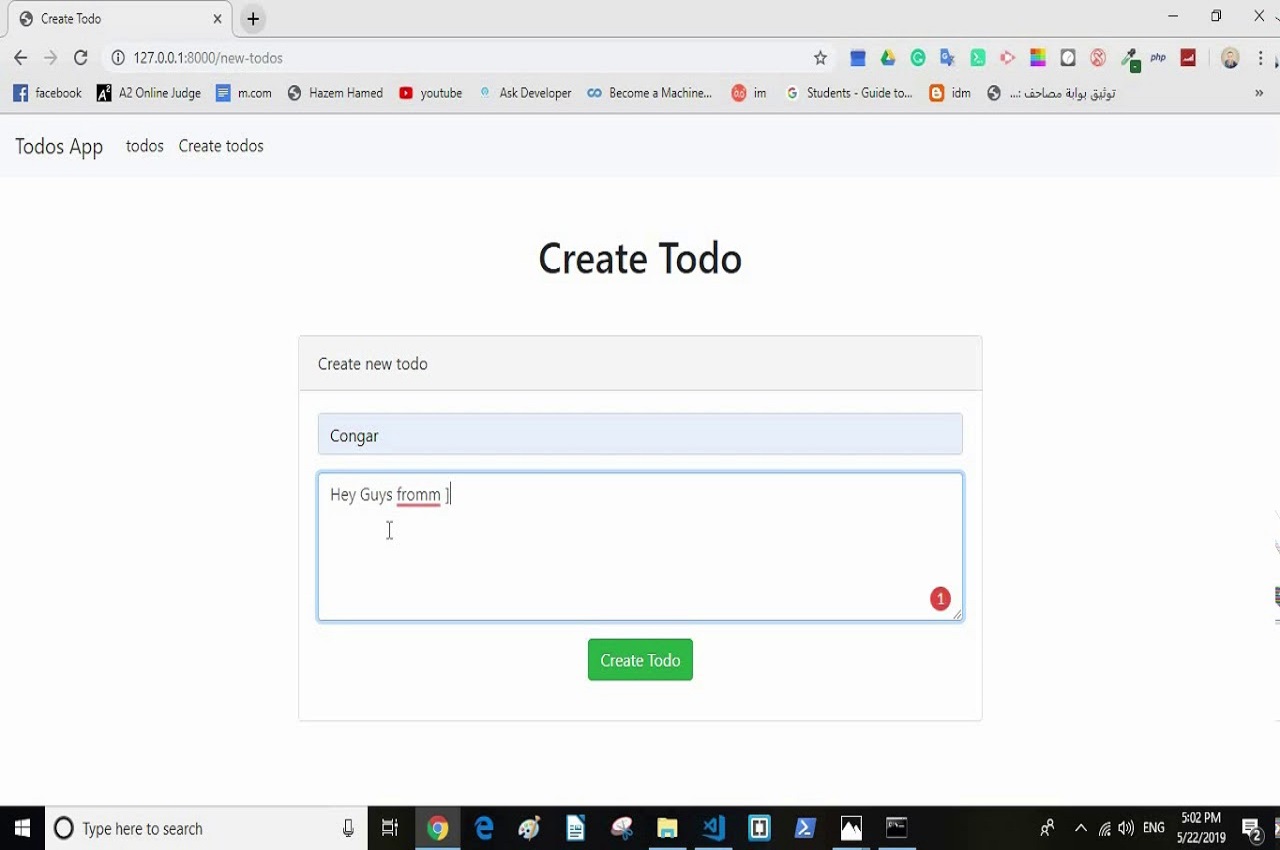 Create Todo
127.0.0.1:8000/new-todos
php
facebook A2 Online Judge m.com Hazem Hamed youtube Ask Developer Become a Machine... im Students - Guide to... idm توثيق بوابة مصاحف :...
Todos App todos Create todos
Create Todo
Create new todo
Congar
Hey Guys fromm ]
1
Create Todo
Type here to search
ENG
5:02 PM
5/22/2019
2